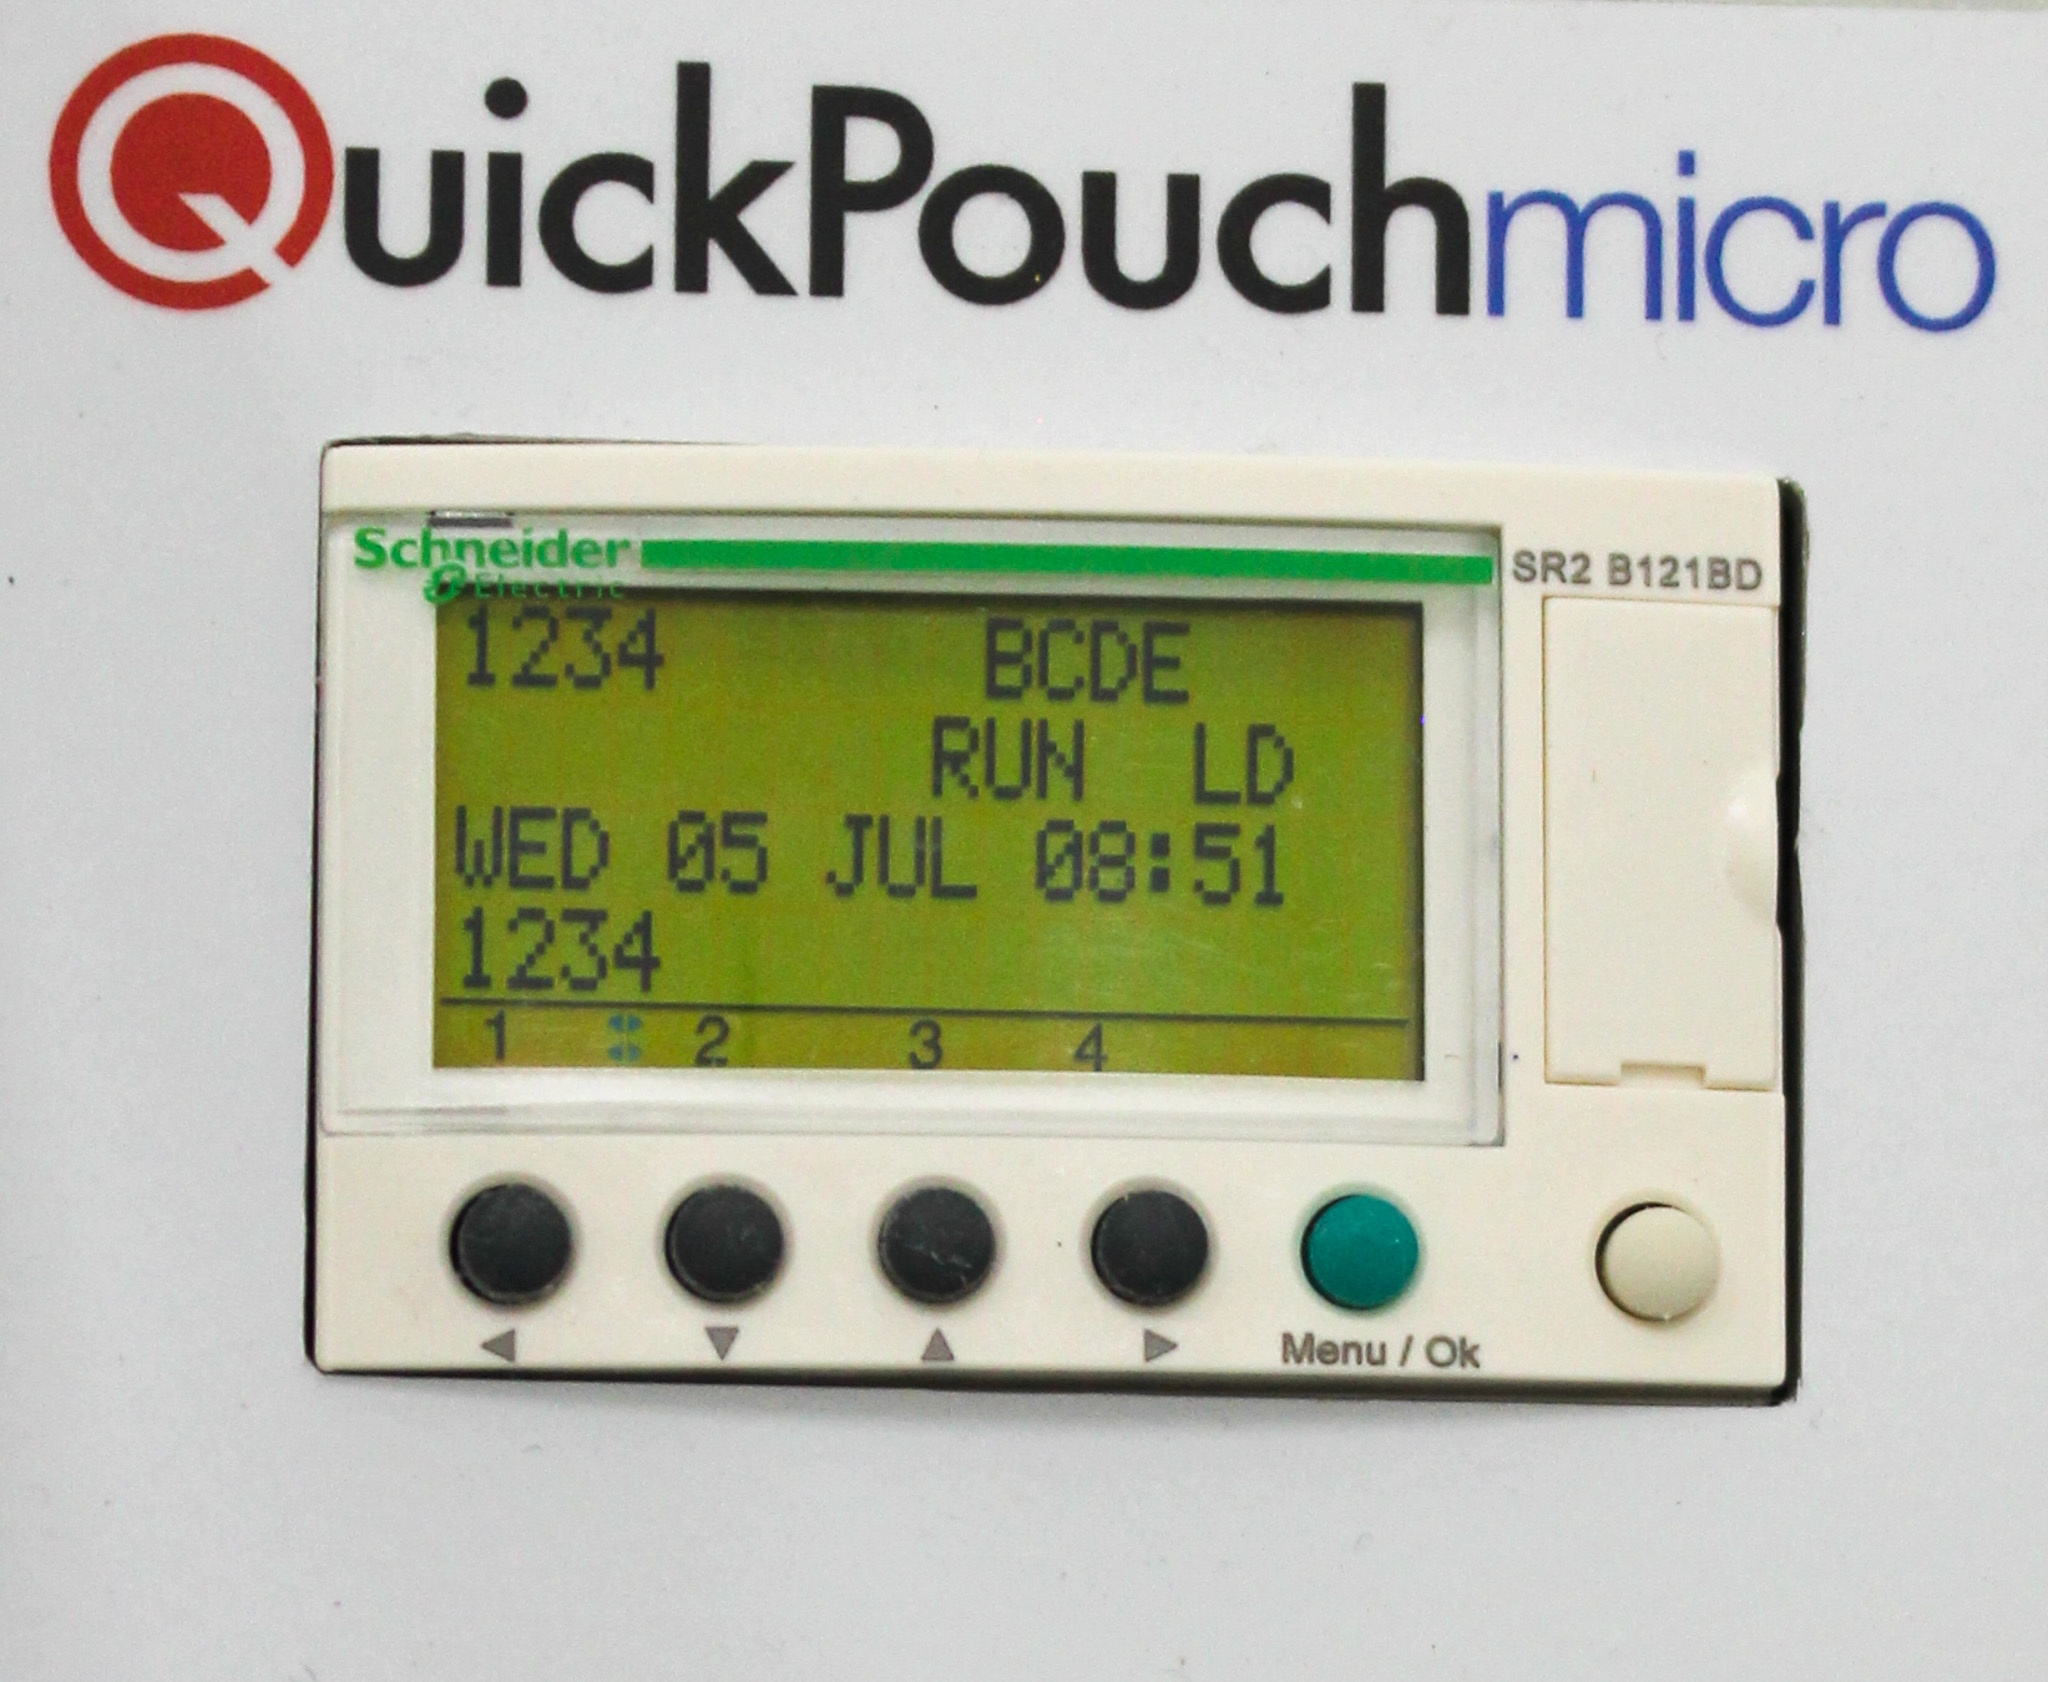 QuickPouchmicro
Schneider
Electric
SR2 B121BD
1234 BCDE
RUN LD
WED 05 JUL 08:51
1234
1 2 3 4
Menu / Ok